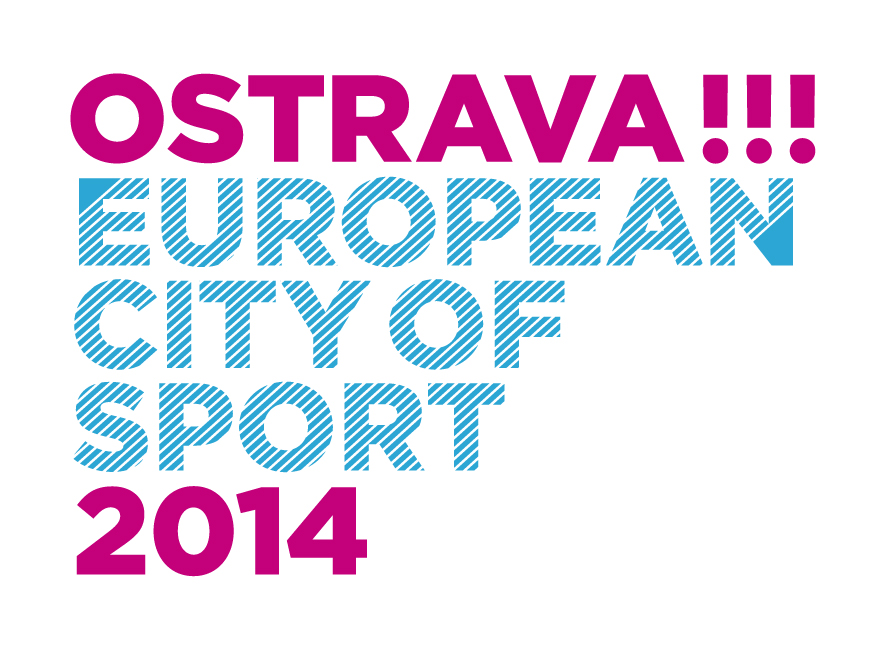 OSTRAVA!!!
EUROPEAN
CITY OF
SPORT
2014